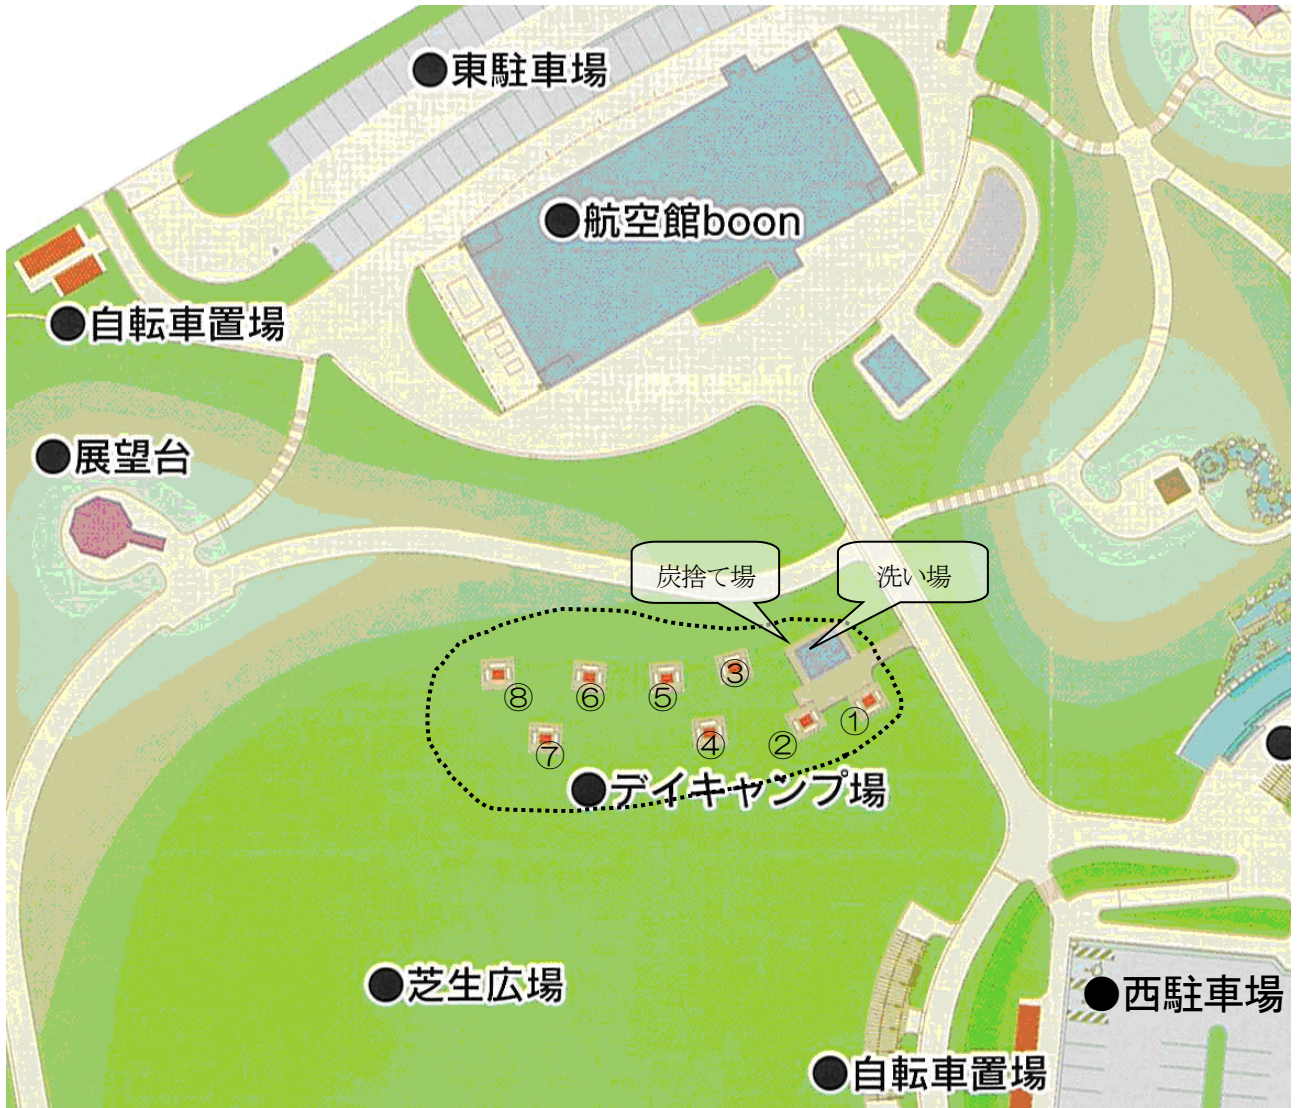 ●東駐車場
●航空館boon
●自転車置場
●展望台
炭捨て場
洗い場
③
⑧
⑥
⑤
①
②
④
⑦
●デイキャンプ場
●芝生広場
●西駐車場
●自転車置場